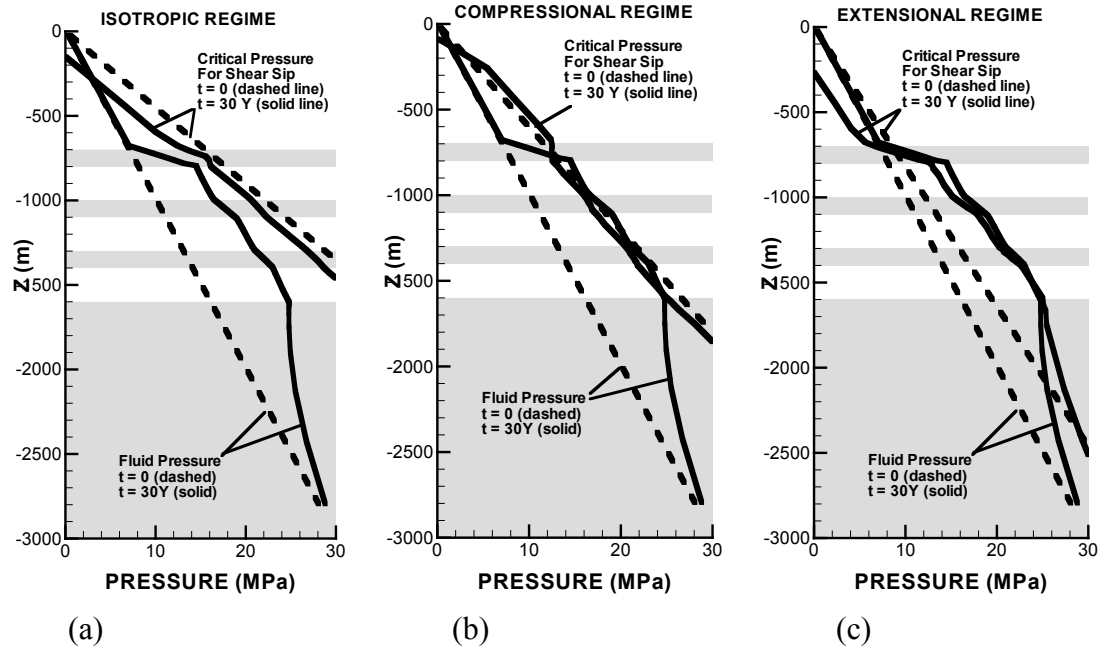 ISOTROPIC REGIME
0
-500
-1000
-1500
-2000
-2500
-3000
Z (m)
Critical Pressure
For Shear Sip
t = 0 (dashed line)
t = 30 Y (solid line)
Fluid Pressure
t = 0 (dashed)
t = 30Y (solid)
0 10 20 30
PRESSURE (MPa)
(a)
COMPRESSIONAL REGIME
0
-500
-1000
-1500
-2000
-2500
-3000
Z (m)
Critical Pressure
For Shear Sip
t = 0 (dashed line)
t = 30 Y (solid line)
Fluid Pressure
t = 0 (dashed)
t = 30Y (solid)
0 10 20 30
PRESSURE (MPa)
(b)
EXTENSIONAL REGIME
0
-500
-1000
-1500
-2000
-2500
-3000
Z (m)
Critical Pressure
For Shear Sip
t = 0 (dashed line)
t = 30 Y (solid line)
Fluid Pressure
t = 0 (dashed)
t = 30Y (solid)
0 10 20 30
PRESSURE (MPa)
(c)